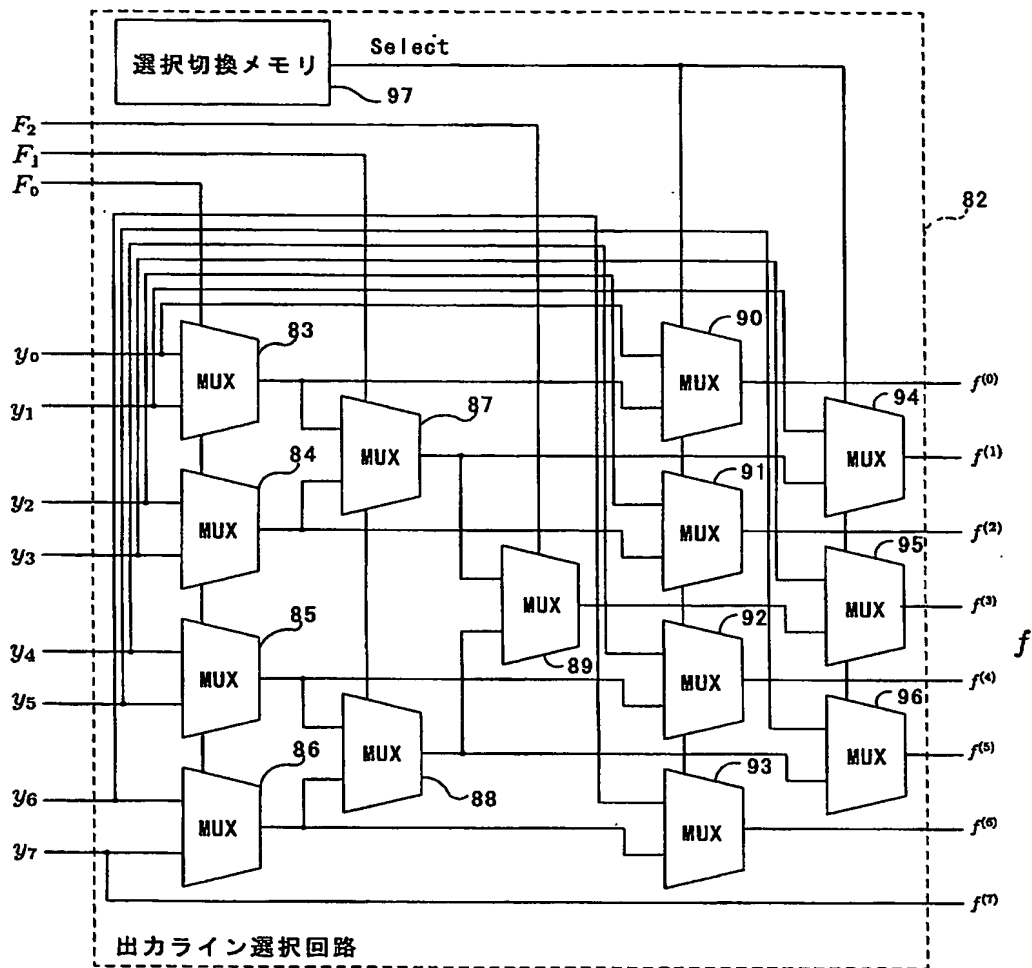 選択切換メモリ
Select
97
F₂
F₁
F₀
82
y₀
83
MUX
90
MUX
f⁽⁰⁾
y₁
87
MUX
94
MUX
f⁽¹⁾
84
y₂
MUX
91
MUX
f⁽²⁾
y₃
95
MUX
f⁽³⁾
MUX
89
f
85
y₄
MUX
92
MUX
f⁽⁴⁾
y₅
96
MUX
f⁽⁵⁾
MUX
88
86
y₆
MUX
93
MUX
f⁽⁶⁾
y₇
f⁽⁷⁾
出力ライン選択回路